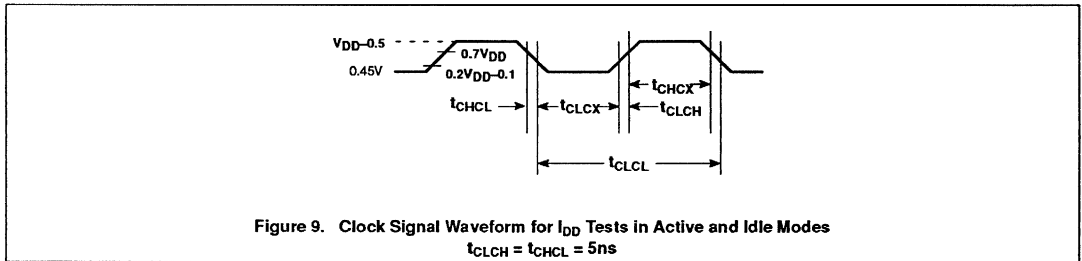 VDD–0.5
0.7VDD
0.45V
0.2VDD–0.1
tCHCX
tCHCL
tCLCX
tCLCH
tCLCL
Figure 9. Clock Signal Waveform for IDD Tests in Active and Idle Modes
tCLCH = tCHCL = 5ns